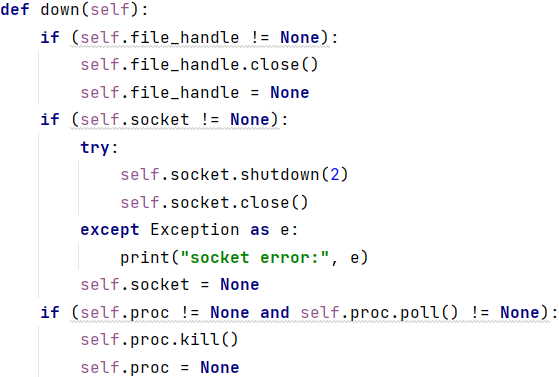 def down(self):
    if (self.file_handle != None):
        self.file_handle.close()
        self.file_handle = None
    if (self.socket != None):
        try:
            self.socket.shutdown(2)
            self.socket.close()
        except Exception as e:
            print("socket error:", e)
        self.socket = None
    if (self.proc != None and self.proc.poll() != None):
        self.proc.kill()
        self.proc = None